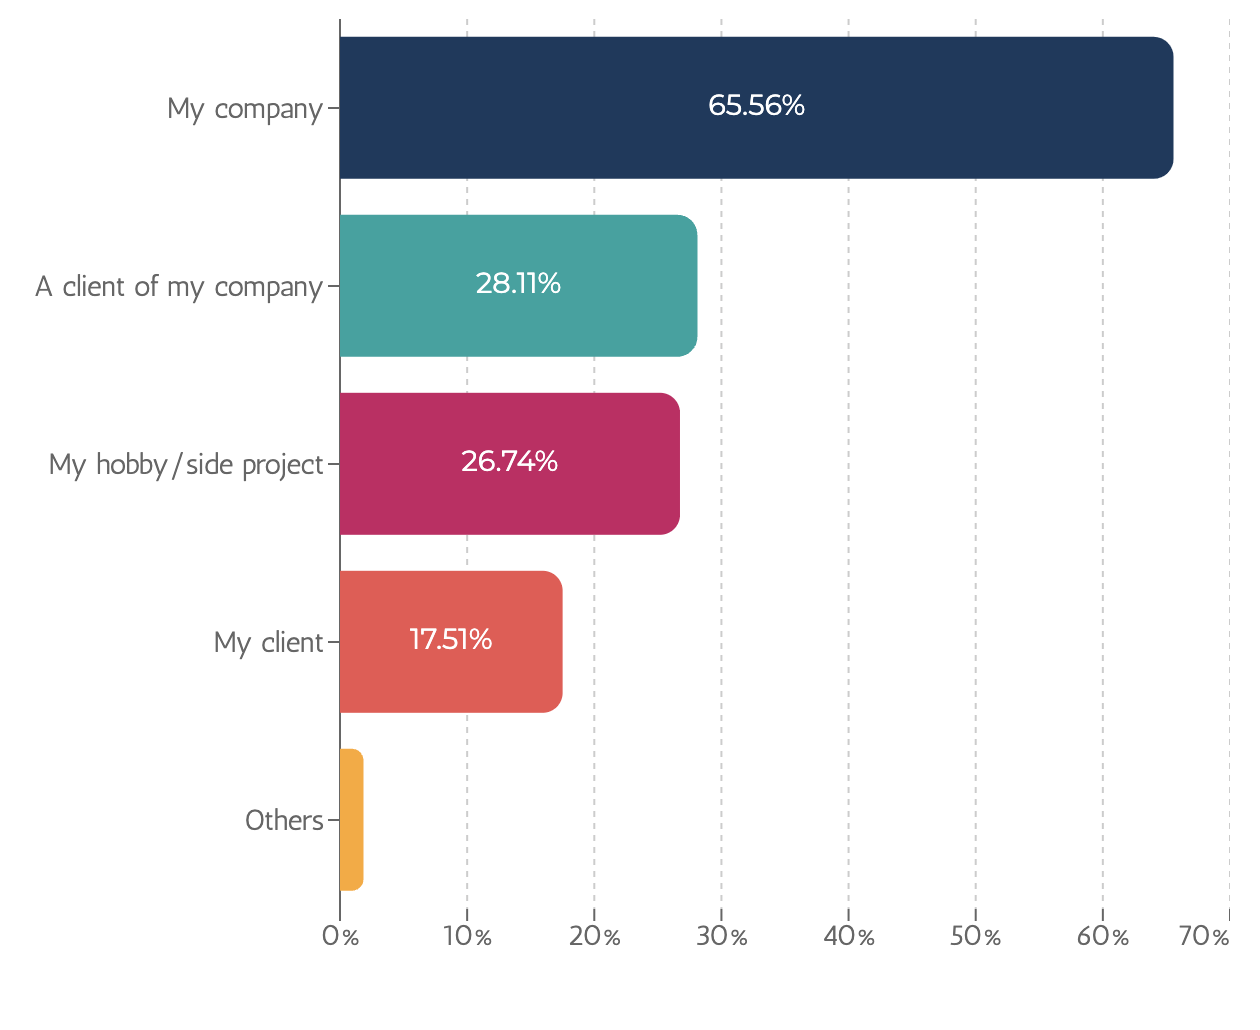 My company
65.56%
A client of my company
28.11%
My hobby/side project
26.74%
My client
17.51%
Others
0% 10% 20% 30% 40% 50% 60% 70%